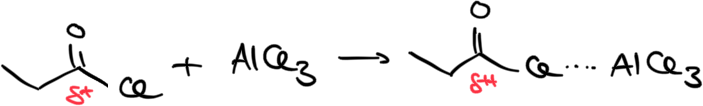 O O
Cl + AlCl3 → Cl ···· AlCl3
δ+ δ++